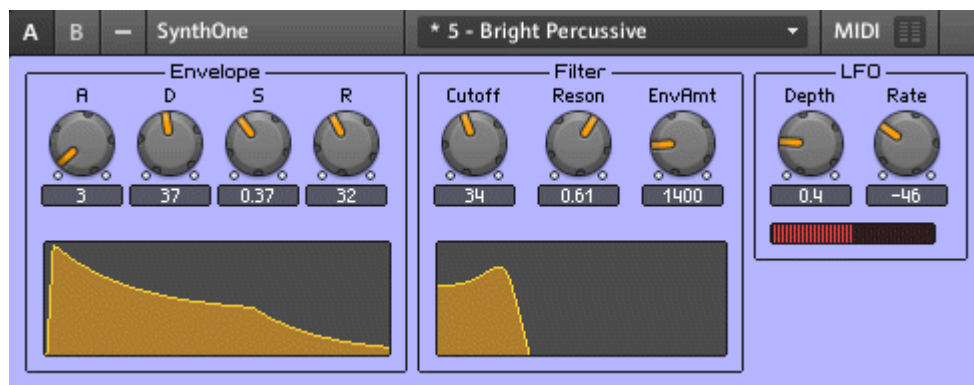 A B – SynthOne * 5 - Bright Percussive MIDI
Envelope
A D S R
3 37 0.37 32
Filter
Cutoff Reson EnvAmt
34 0.61 1400
LFO
Depth Rate
0.4 -46